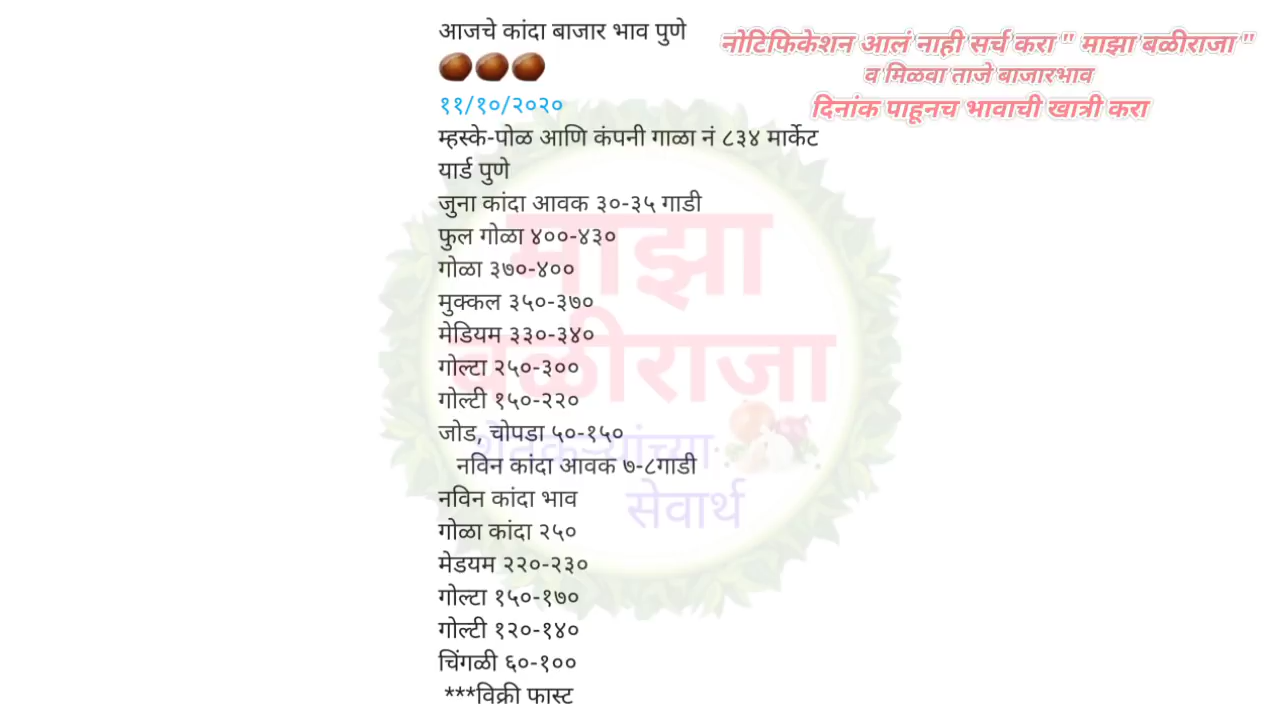 आजचे कांदा बाजार भाव पुणे
नोटिफिकेशन आलं नाही सर्च करा " माझा बळीराजा "
व मिळवा ताजे बाजारभाव
दिनांक पाहूनच भावाची खात्री करा
११/१०/२०२०
म्हस्के-पोळ आणि कंपनी गाळा नं ८३४ मार्केट
यार्ड पुणे
जुना कांदा आवक ३०-३५ गाडी
फुल गोळा ४००-४३०
गोळा ३७०-४००
मुक्कल ३५०-३७०
मेडियम ३३०-३४०
गोल्टा २५०-३००
गोल्टी १५०-२२०
जोड, चोपडा ५०-१५०
नविन कांदा आवक ७-८गाडी
नविन कांदा भाव
गोळा कांदा २५०
मेडयम २२०-२३०
गोल्टा १५०-१७०
गोल्टी १२०-१४०
चिंगळी ६०-१००
***विक्री फास्ट
माझा
बळीराजा
शेतकऱ्यांच्या
सेवार्थ